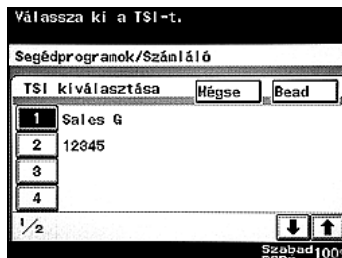 Válassza ki a TSI-t.
Segédprogramok/Számláló
TSI kiválasztása Mégse Bead
1 Sales G
2 12345
3
4
1/2 ↓ ↑
Szabad 100%